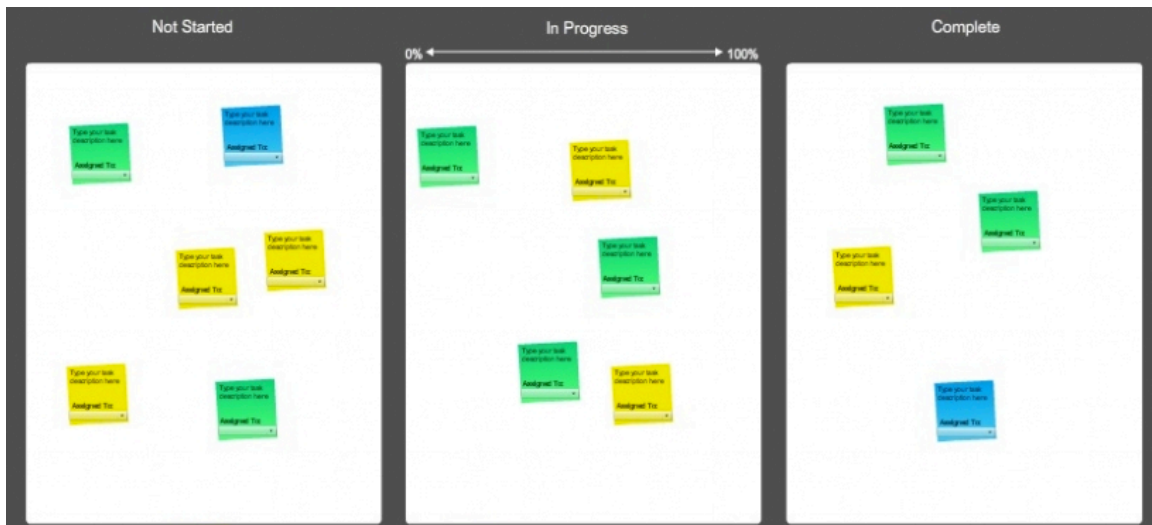 Not Started
In Progress
Complete
0%
100%
Type your task
description here
Assigned To:
Type your task
description here
Assigned To:
Type your task
description here
Assigned To:
Type your task
description here
Assigned To:
Type your task
description here
Assigned To:
Type your task
description here
Assigned To:
Type your task
description here
Assigned To:
Type your task
description here
Assigned To:
Type your task
description here
Assigned To:
Type your task
description here
Assigned To:
Type your task
description here
Assigned To:
Type your task
description here
Assigned To:
Type your task
description here
Assigned To:
Type your task
description here
Assigned To:
Type your task
description here
Assigned To: